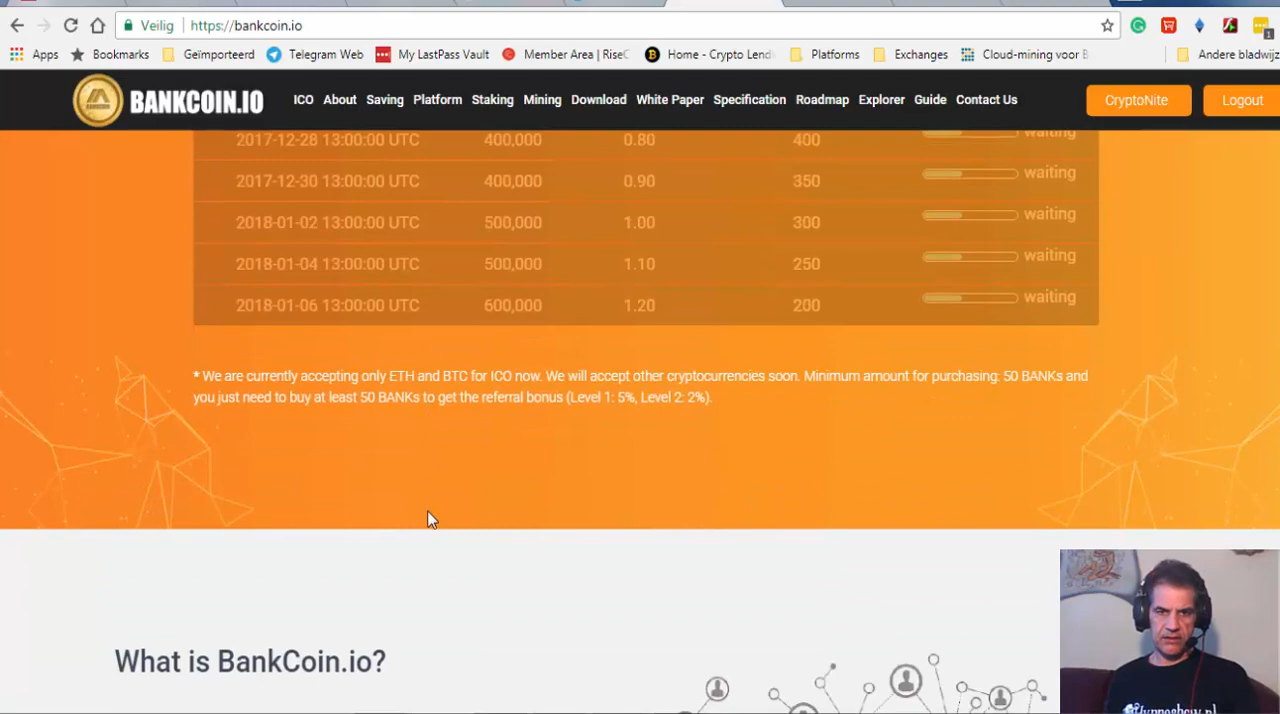 Veilig https://bankcoin.io
Apps Bookmarks Geïmporteerd Telegram Web My LastPass Vault Member Area | RiseC Home - Crypto Lend Platforms Exchanges Cloud-mining voor B Andere bladwijz
BANKCOIN.IO ICO About Saving Platform Staking Mining Download White Paper Specification Roadmap Explorer Guide Contact Us CryptoNite Logout
2017-12-28 13:00:00 UTC 400,000 0.80 400 waiting
2017-12-30 13:00:00 UTC 400,000 0.90 350 waiting
2018-01-02 13:00:00 UTC 500,000 1.00 300 waiting
2018-01-04 13:00:00 UTC 500,000 1.10 250 waiting
2018-01-06 13:00:00 UTC 600,000 1.20 200 waiting
* We are currently accepting only ETH and BTC for ICO now. We will accept other cryptocurrencies soon. Minimum amount for purchasing: 50 BANKs and
you just need to buy at least 50 BANKs to get the referral bonus (Level 1: 5%, Level 2: 2%).
What is BankCoin.io?